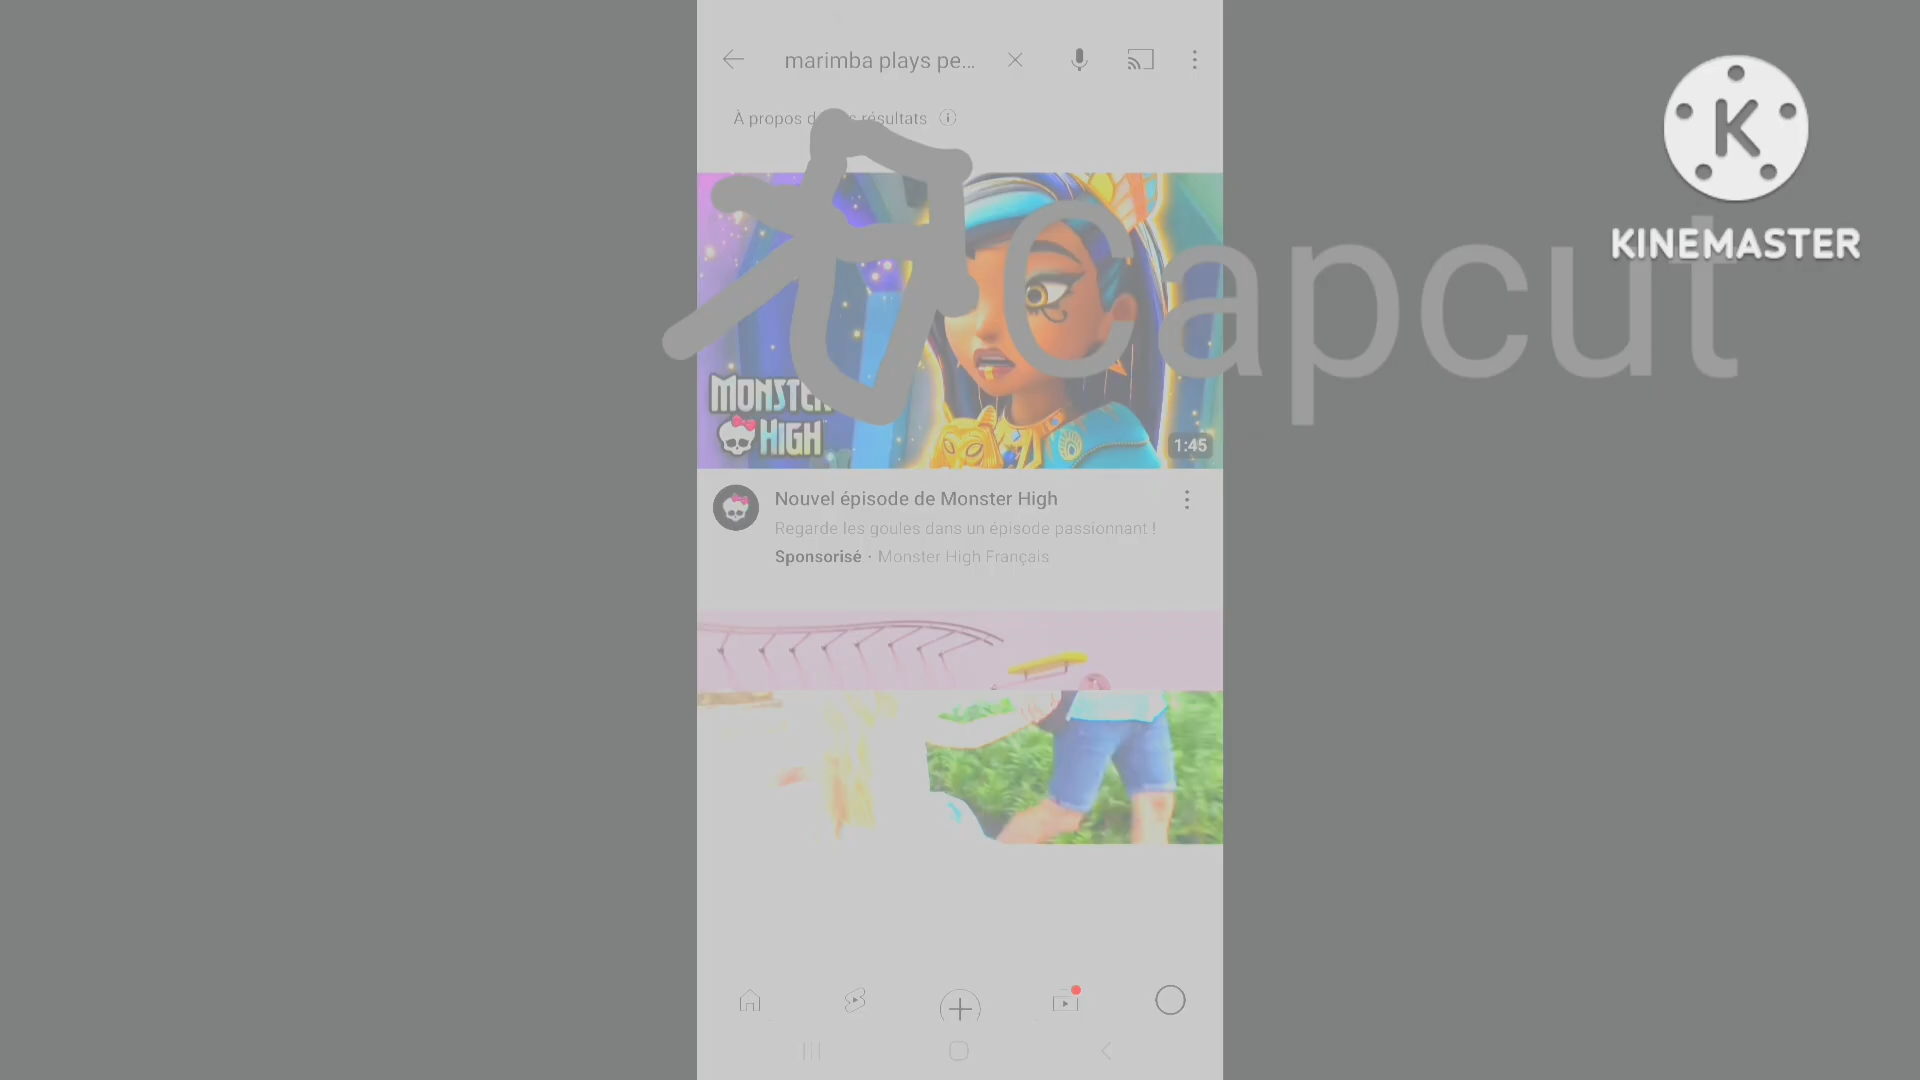 marimba plays pe...
À propos d résultats
Capcut
KINEMASTER
MONSTER
HIGH
1:45
Nouvel épisode de Monster High
Regarde les goules dans un épisode passionnant !
Sponsorisé · Monster High Français